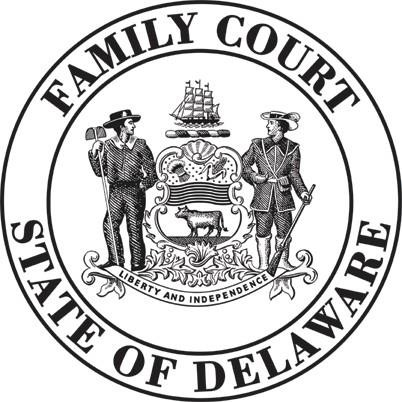 FAMILY COURT
LIBERTY AND INDEPENDENCE
STATE OF DELAWARE